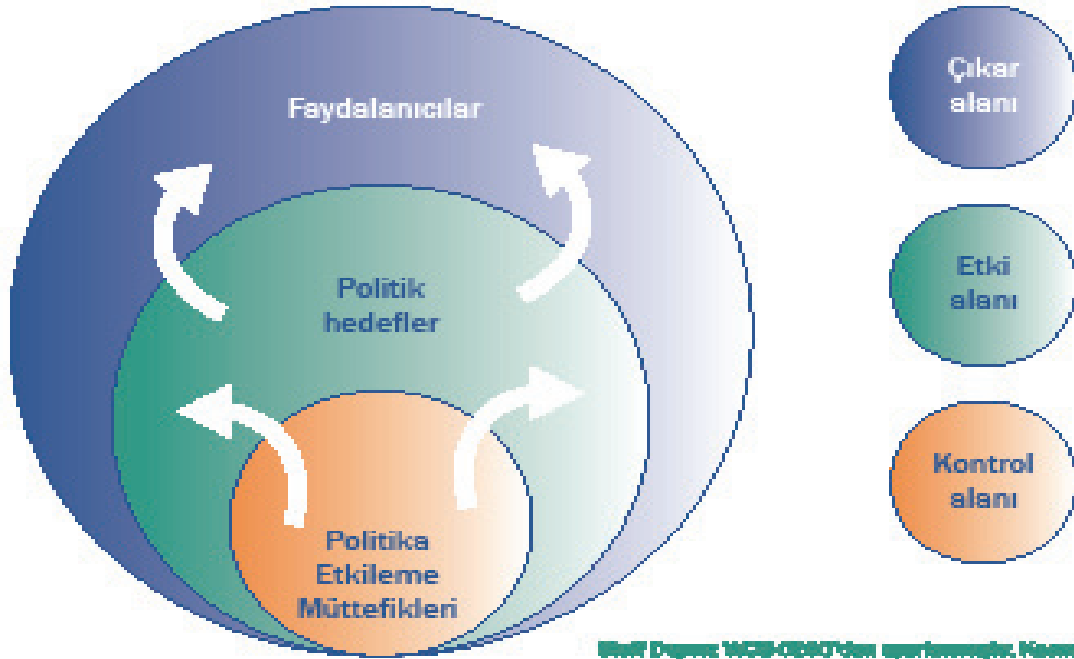 Faydalanıcılar
Politik
hedefler
Politika
Etkileme
Müttefikleri
Çıkar
alanı
Etki
alanı
Kontrol
alanı